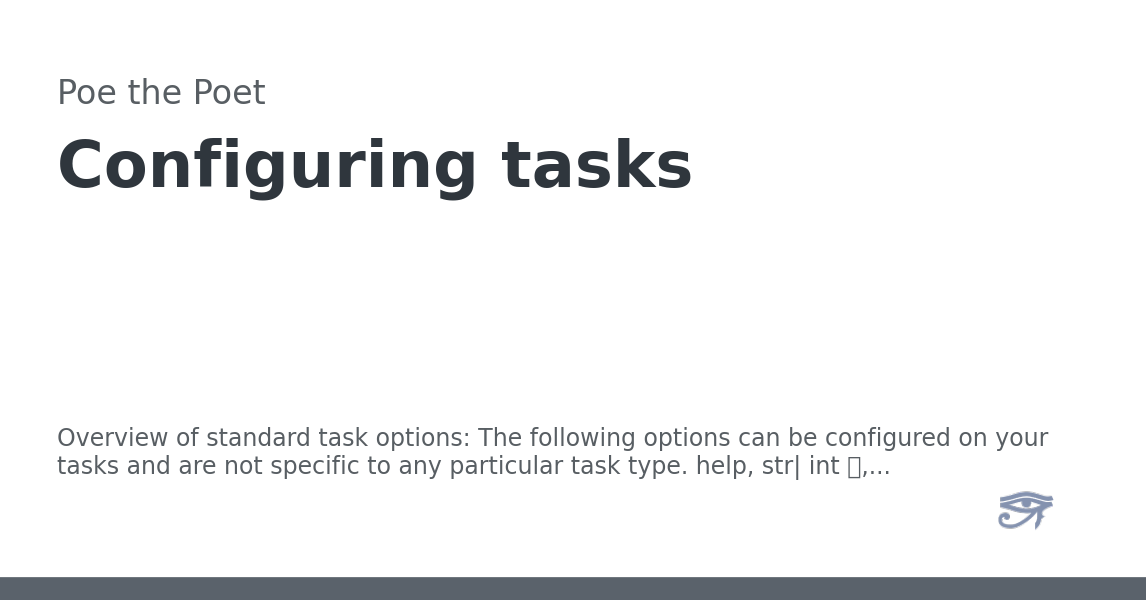 Poe the Poet
Configuring tasks
Overview of standard task options: The following options can be configured on your
tasks and are not specific to any particular task type. help, str| int ▯,...